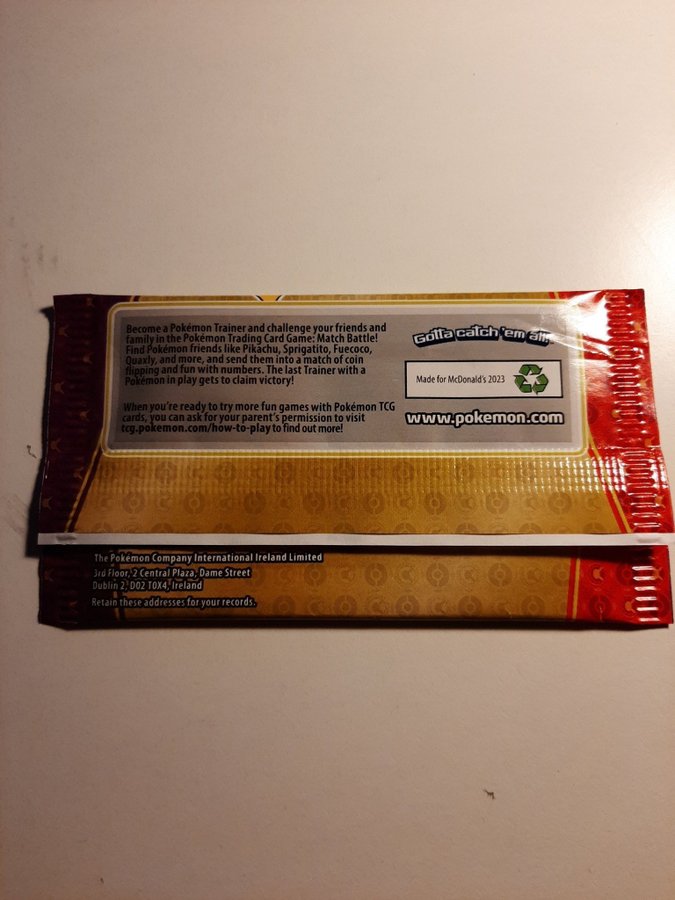 Become a Pokémon Trainer and challenge your friends and
family in the Pokémon Trading Card Game: Match Battle!
Find Pokémon friends like Pikachu, Sprigatito, Fuecoco,
Quaxly, and more, and send them into a match of coin
flipping and fun with numbers. The last Trainer with a
Pokémon in play gets to claim victory!
When you're ready to try more fun games with Pokémon TCG
cards, you can ask for your parent's permission to visit
tcg.pokemon.com/how-to-play to find out more!
Gotta catch 'em all!
Made for McDonald's 2023
www.pokemon.com
The Pokémon Company International Ireland Limited
3rd Floor, 2 Central Plaza, Dame Street
Dublin 2, D02 T0X4, Ireland
Retain these addresses for your records.